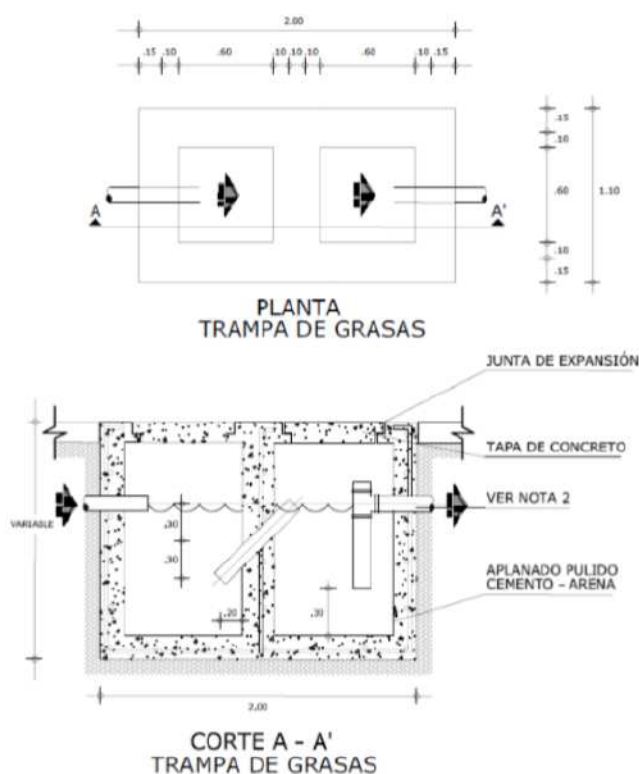 2.00
.15 .10 .60 .10 .10 .10 .60 .10 .15
.15
.10
.60
1.10
.10
.15
A A'
PLANTA
TRAMPA DE GRASAS
JUNTA DE EXPANSIÓN
TAPA DE CONCRETO
VER NOTA 2
VARIABLE
.30
.30
APLANADO PULIDO
CEMENTO - ARENA
.20
.30
2.00
CORTE A - A'
TRAMPA DE GRASAS